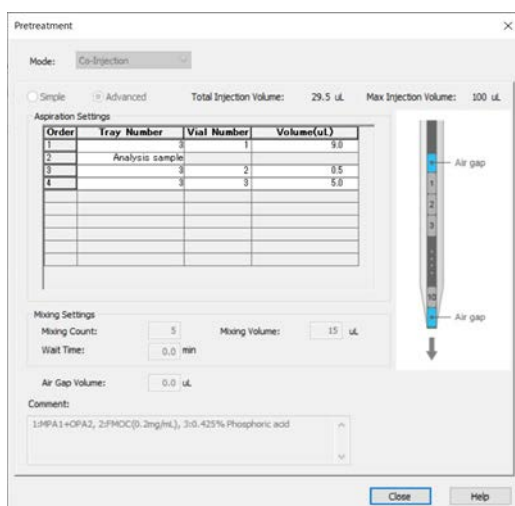 Pretreatment
Mode: Co-Injection
Simple Advanced Total Injection Volume: 29.5 uL Max Injection Volume: 100 uL
Aspiration Settings
Order Tray Number Vial Number Volume(uL)
1 3 1 9.0
2 Analysis sample
3 3 2 0.5
4 3 3 5.0
Air gap
1
2
3
10
Air gap
Mixing Settings
Mixing Count: 5 Mixing Volume: 15 uL
Wait Time: 0.0 min
Air Gap Volume: 0.0 uL
Comment:
1:MPA1+OPA2, 2:FMOC(0.2mg/mL), 3:0.425% Phosphoric acid
Close Help